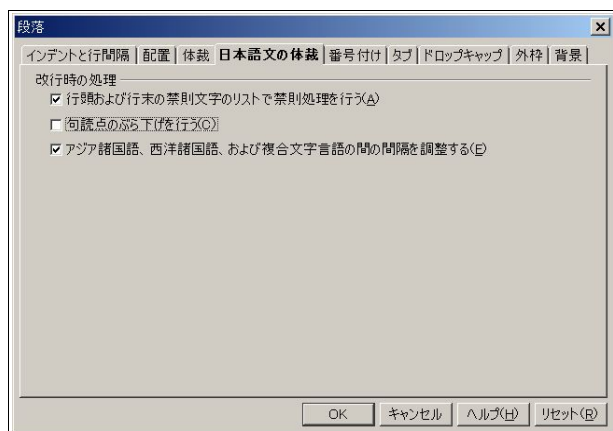 段落
インデントと行間隔 配置 体裁 日本語文の体裁 番号付け タブ ドロップキャップ 外枠 背景
改行時の処理
行頭および行末の禁則文字のリストで禁則処理を行う(A)
句読点のぶら下げを行う(C)
アジア諸国語、西洋諸国語、および複合文字言語の間の間隔を調整する(E)
OK キャンセル ヘルプ(H) リセット(R)